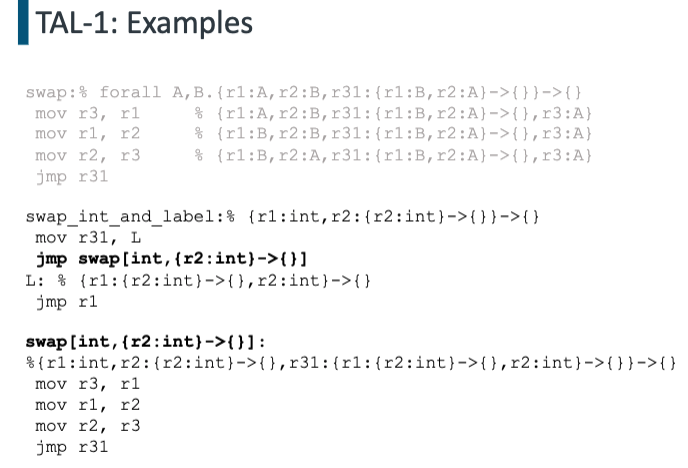 TAL-1: Examples
swap:% forall A,B.{r1:A,r2:B,r31:{r1:B,r2:A}->{}}->{}
mov r3, r1 % {r1:A,r2:B,r31:{r1:B,r2:A}->{},r3:A}
mov r1, r2 % {r1:B,r2:B,r31:{r1:B,r2:A}->{},r3:A}
mov r2, r3 % {r1:B,r2:A,r31:{r1:B,r2:A}->{},r3:A}
jmp r31
swap_int_and_label:% {r1:int,r2:{r2:int}->{}}->{}
mov r31, L
jmp swap[int,{r2:int}->{}]
L: % {r1:{r2:int}->{},r2:int}->{}
jmp r1
swap[int,{r2:int}->{}]:
%{r1:int,r2:{r2:int}->{},r31:{r1:{r2:int}->{},r2:int}->{}}->{}
mov r3, r1
mov r1, r2
mov r2, r3
jmp r31